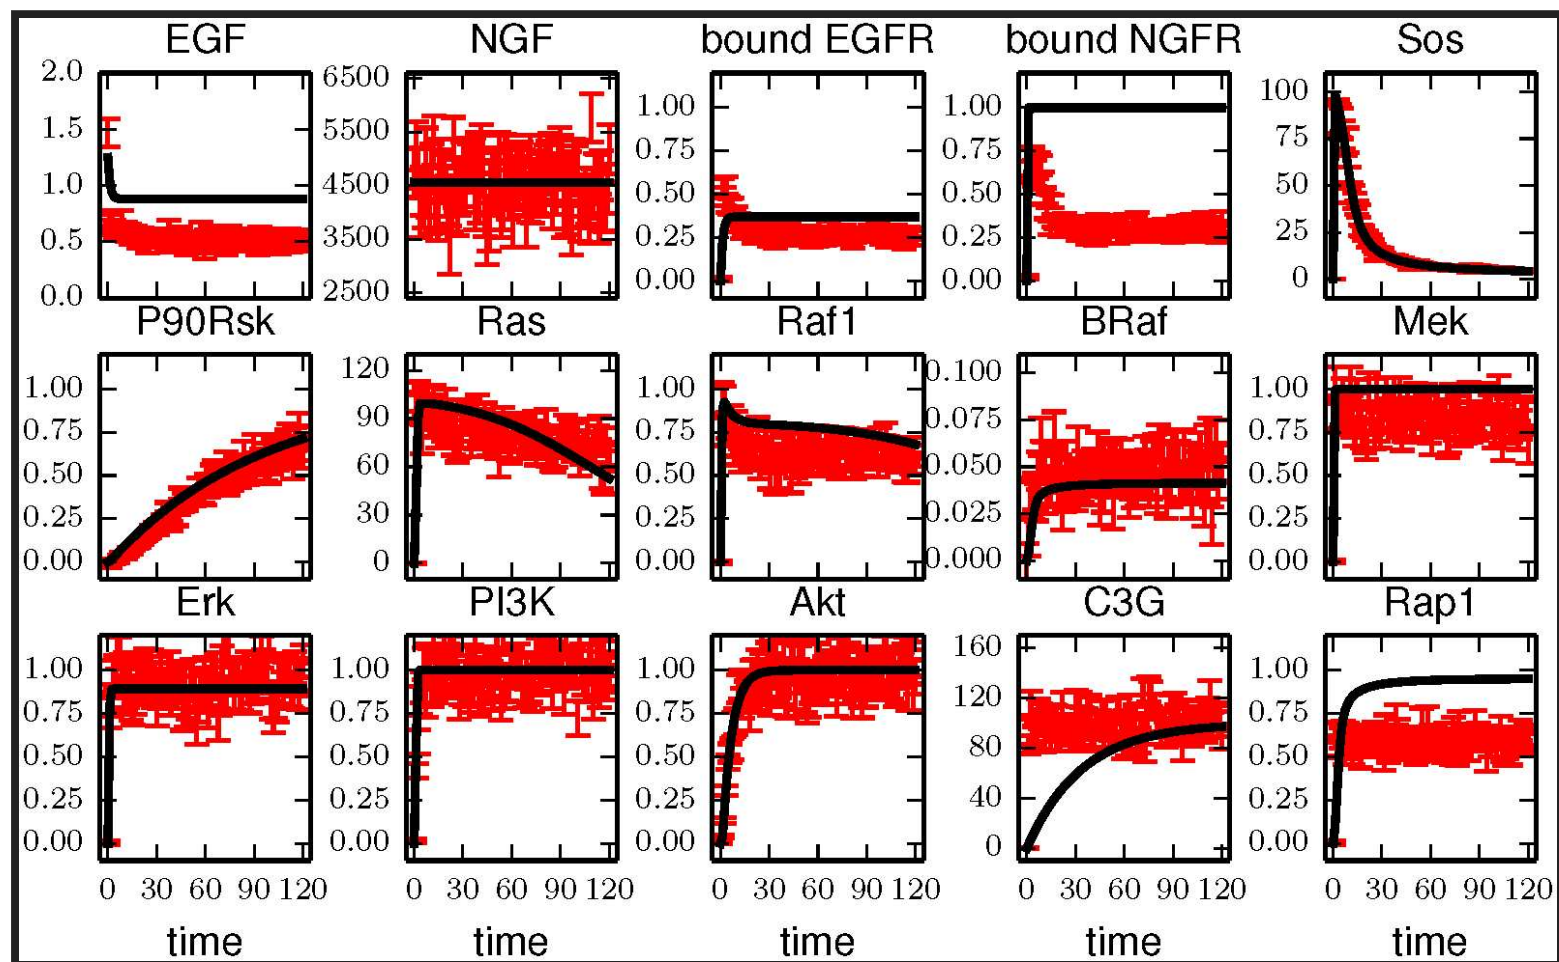 EGF NGF bound EGFR bound NGFR Sos
2.0 1.5 1.0 0.5 0.0
6500 5500 4500 3500 2500
1.00 0.75 0.50 0.25 0.00
1.00 0.75 0.50 0.25 0.00
100 75 50 25 0
P90Rsk Ras Raf1 BRaf Mek
1.00 0.75 0.50 0.25 0.00
120 90 60 30 0
1.00 0.75 0.50 0.25 0.00
0.100 0.075 0.050 0.025 0.000
1.00 0.75 0.50 0.25 0.00
Erk PI3K Akt C3G Rap1
1.00 0.75 0.50 0.25 0.00
1.00 0.75 0.50 0.25 0.00
1.00 0.75 0.50 0.25 0.00
160 120 80 40 0
1.00 0.75 0.50 0.25 0.00
0 30 60 90 120 0 30 60 90 120 0 30 60 90 120 0 30 60 90 120 0 30 60 90 120
time time time time time